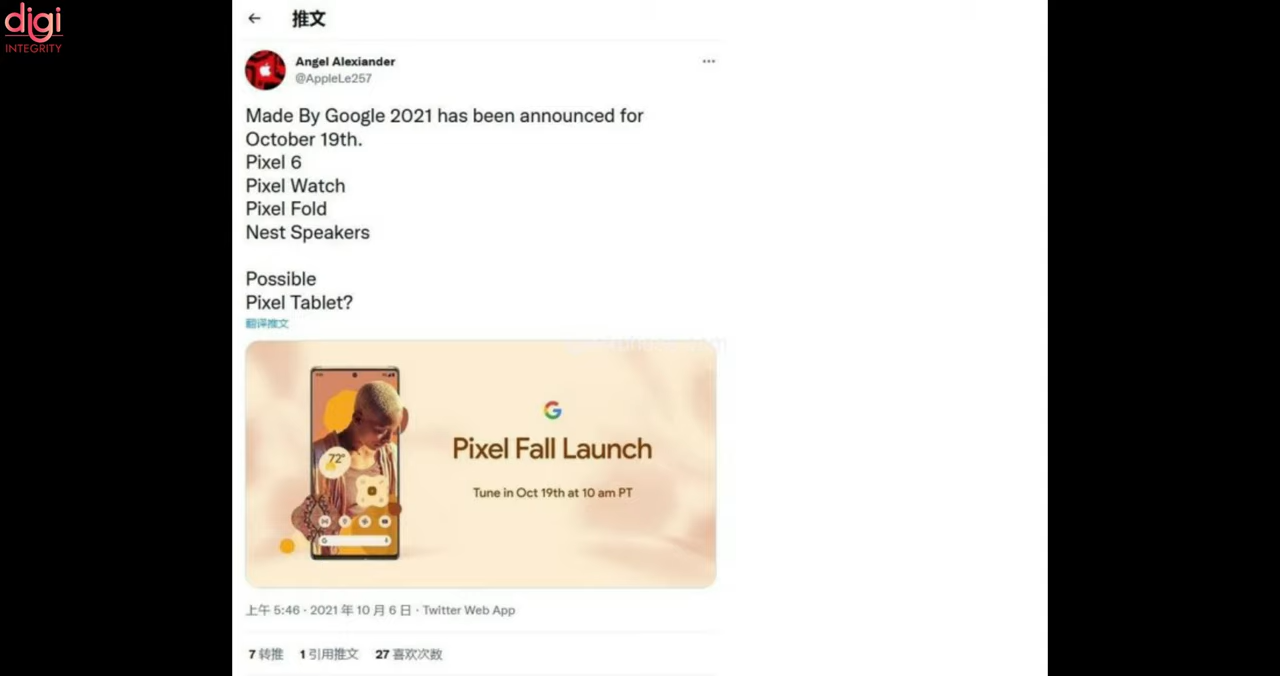 digi
INTEGRITY
推文
Angel Alexiander
@AppleLe257
Made By Google 2021 has been announced for
October 19th.
Pixel 6
Pixel Watch
Pixel Fold
Nest Speakers
Possible
Pixel Tablet?
翻译推文
72°
G
Pixel Fall Launch
Tune in Oct 19th at 10 am PT
上午 5:46 · 2021 年 10 月 6 日 · Twitter Web App
7 转推 1 引用推文 27 喜欢次数